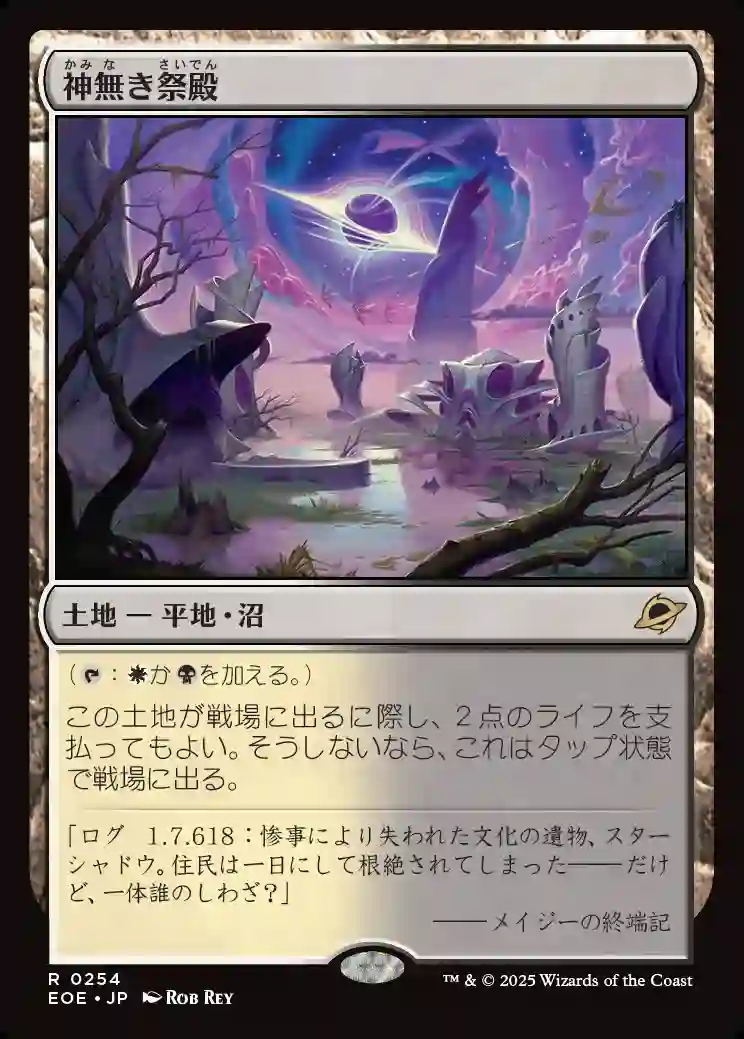 かみな さいでん
神無き祭殿
土地 — 平地・沼
(：か を加える。)
この土地が戦場に出るに際し、２点のライフを支
払ってもよい。そうしないなら、これはタップ状態
で戦場に出る。
「ログ 1.7.618：惨事により失われた文化の遺物、スター
シャドウ。住民は一日にして根絶されてしまった――だけ
ど、一体誰のしわざ？」
――メイジーの終端記
R 0254
EOE • JP ROB REY
™ & © 2025 Wizards of the Coast